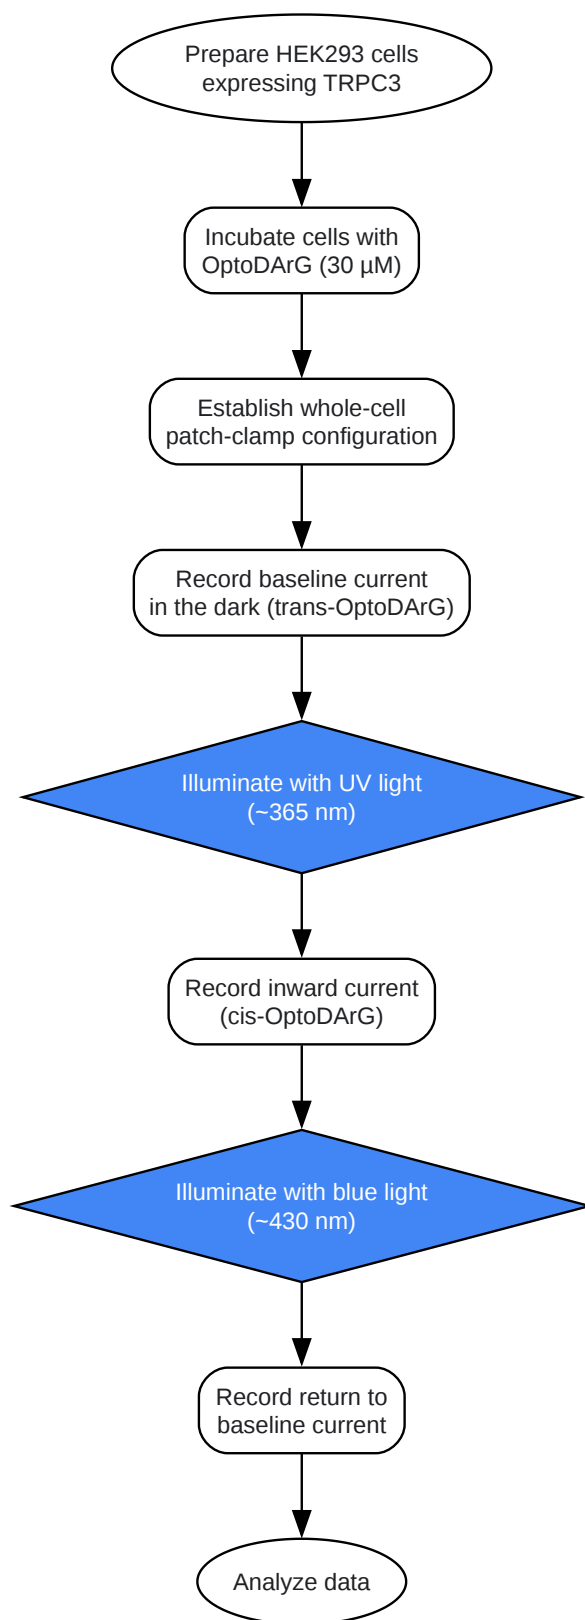 Prepare HEK293 cells
expressing TRPC3
Incubate cells with
OptoDArG (30 µM)
Establish whole-cell
patch-clamp configuration
Record baseline current
in the dark (trans-OptoDArG)
Illuminate with UV light
(~365 nm)
Record inward current
(cis-OptoDArG)
Illuminate with blue light
(~430 nm)
Record return to
baseline current
Analyze data